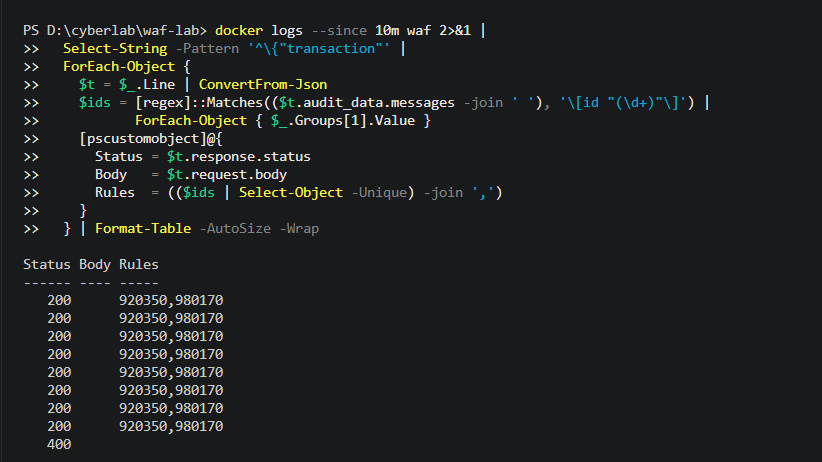 PS D:\cyberlab\waf-lab> docker logs --since 10m waf 2>&1 |
>>   Select-String -Pattern '^\{"transaction"' |
>>   ForEach-Object {
>>     $t = $_.Line | ConvertFrom-Json
>>     $ids = [regex]::Matches(($t.audit_data.messages -join ' '), '\[id "(\d+)"\]') |
>>            ForEach-Object { $_.Groups[1].Value }
>>     [pscustomobject]@{
>>       Status = $t.response.status
>>       Body   = $t.request.body
>>       Rules  = (($ids | Select-Object -Unique) -join ',')
>>     }
>>   } | Format-Table -AutoSize -Wrap
Status Body Rules
------ ---- -----
   200      920350,980170
   200      920350,980170
   200      920350,980170
   200      920350,980170
   200      920350,980170
   200      920350,980170
   200      920350,980170
   200      920350,980170
   400